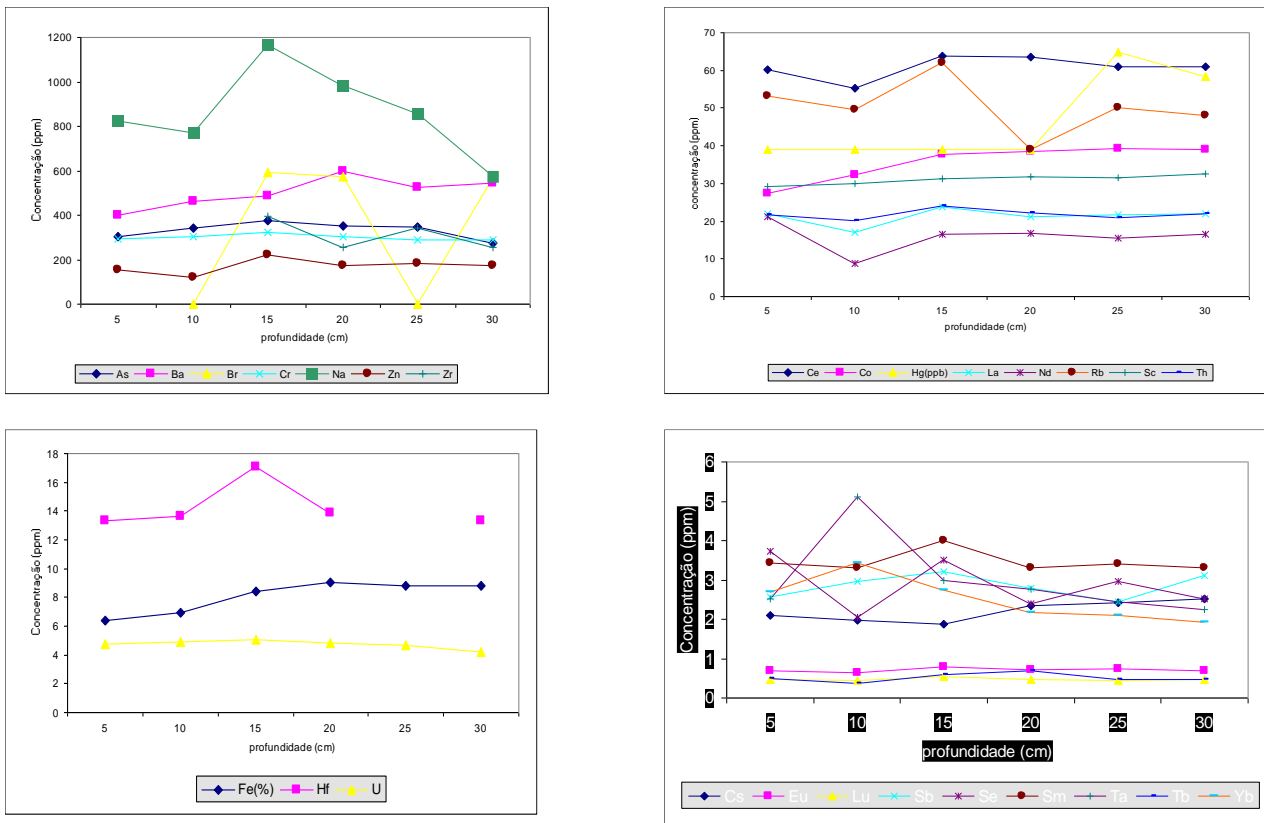 1200
1000
800
600
400
200
0
Concentração (ppm)
5 10 15 20 25 30
profundidade (cm)
As Ba Br Cr Na Zn Zr
70
60
50
40
30
20
10
0
concentração (ppm)
5 10 15 20 25 30
profundidade (cm)
Ce Co Hg(ppb) La Nd Rb Sc Th
18
16
14
12
10
8
6
4
2
0
Concentração (ppm)
5 10 15 20 25 30
profundidade (cm)
Fe(%) Hf U
6
5
4
3
2
1
0
Concentração (ppm)
5 10 15 20 25 30
profundidade (cm)
Cs Eu Lu Sb Se Sm Ta Tb Yb